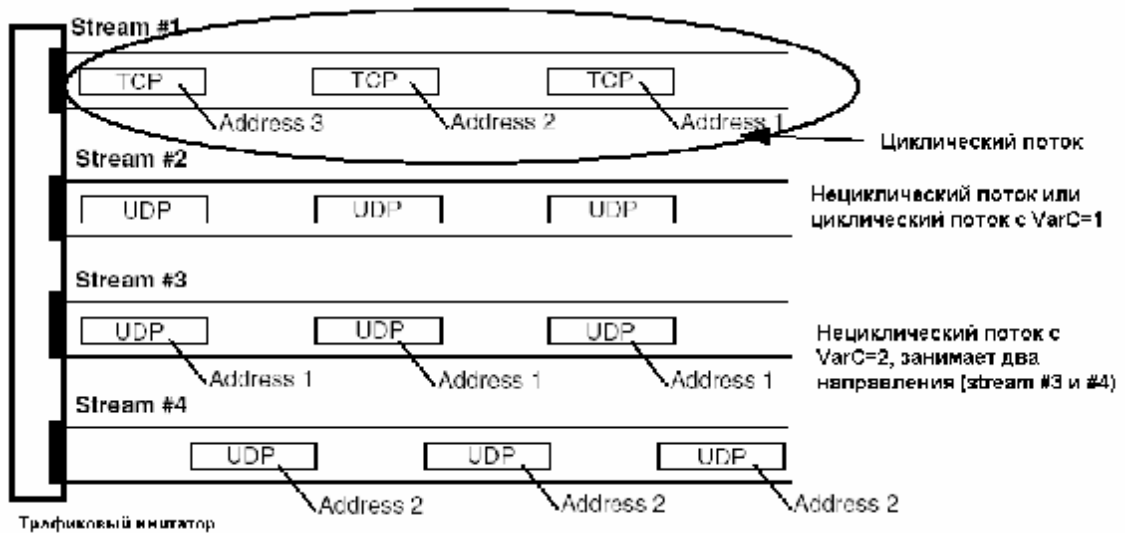 Stream #1
TCP TCP TCP
Address 3 Address 2 Address 1
Циклический поток
Stream #2
UDP UDP UDP
Нециклический поток или
циклический поток с VarC=1
Stream #3
UDP UDP UDP
Address 1 Address 1 Address 1
Нециклический поток с
VarC=2, занимает два
направления (stream #3 и #4)
Stream #4
UDP UDP UDP
Address 2 Address 2 Address 2
Трафиковый имитатор